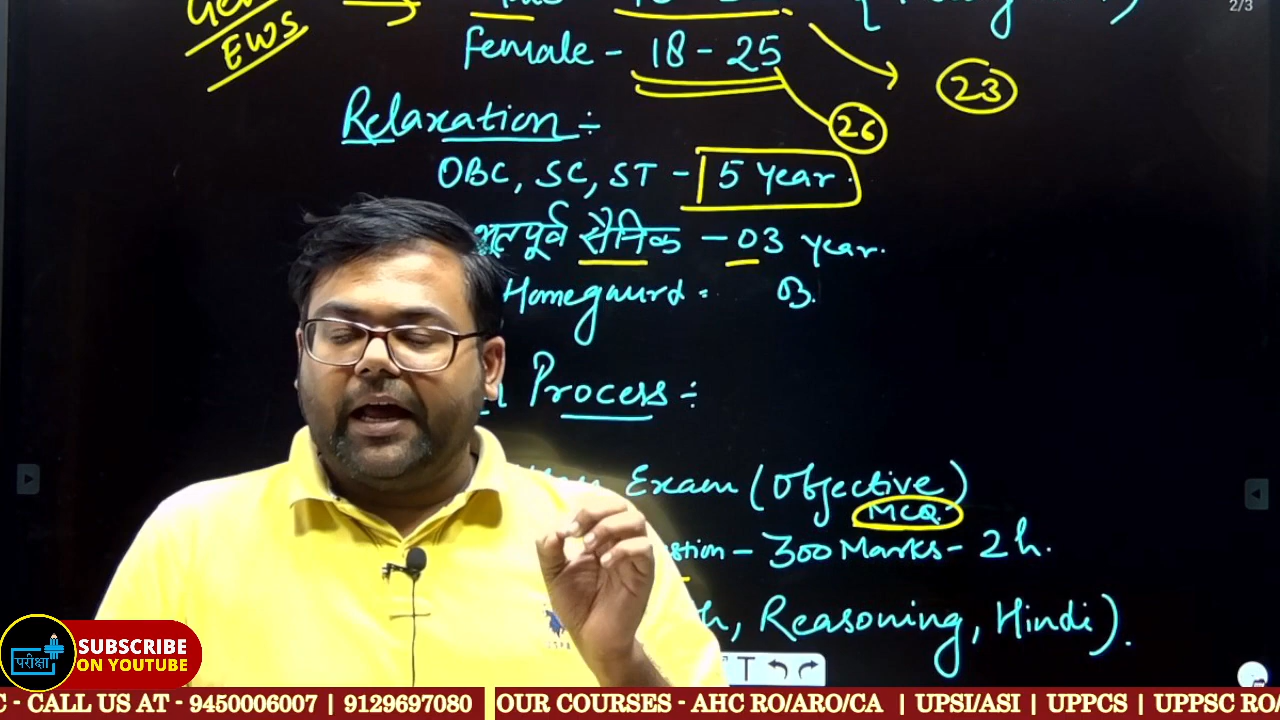 2/3
EWS
Female - 18 - 25
23
26
Relaxation :-
OBC, SC, ST - 5 Year.
भूतपूर्व सैनिक - 03 year.
Homegaurd - 03.
Process :-
Exam (Objective)
MCQ
stion - 300 Marks - 2 h.
h, Reasoning, Hindi).
T
परीक्षा
SUBSCRIBE
ON YOUTUBE
C - CALL US AT - 9450006007 | 9129697080 OUR COURSES - AHC RO/ARO/CA | UPSI/ASI | UPPCS | UPPSC RO/